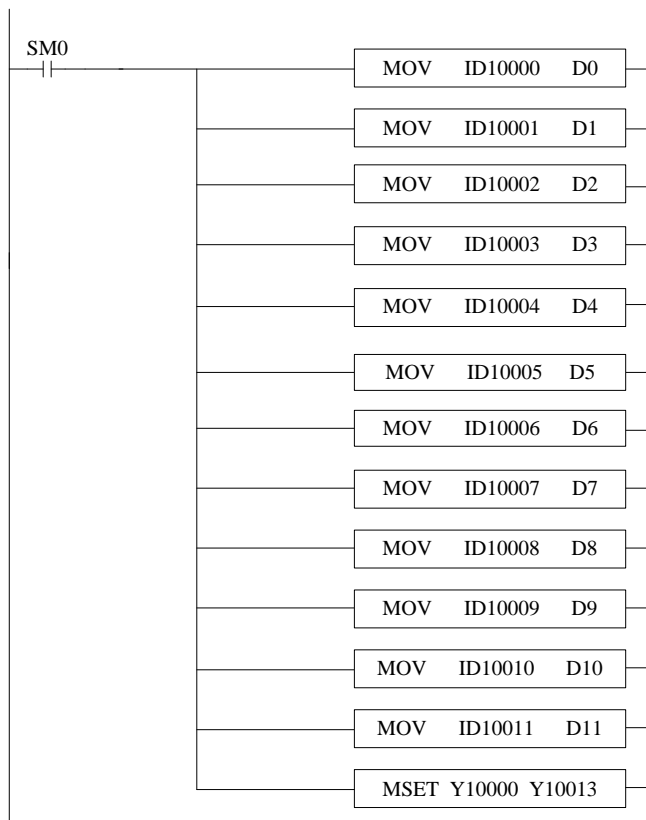 SM0
MOV ID10000 D0
MOV ID10001 D1
MOV ID10002 D2
MOV ID10003 D3
MOV ID10004 D4
MOV ID10005 D5
MOV ID10006 D6
MOV ID10007 D7
MOV ID10008 D8
MOV ID10009 D9
MOV ID10010 D10
MOV ID10011 D11
MSET Y10000 Y10013